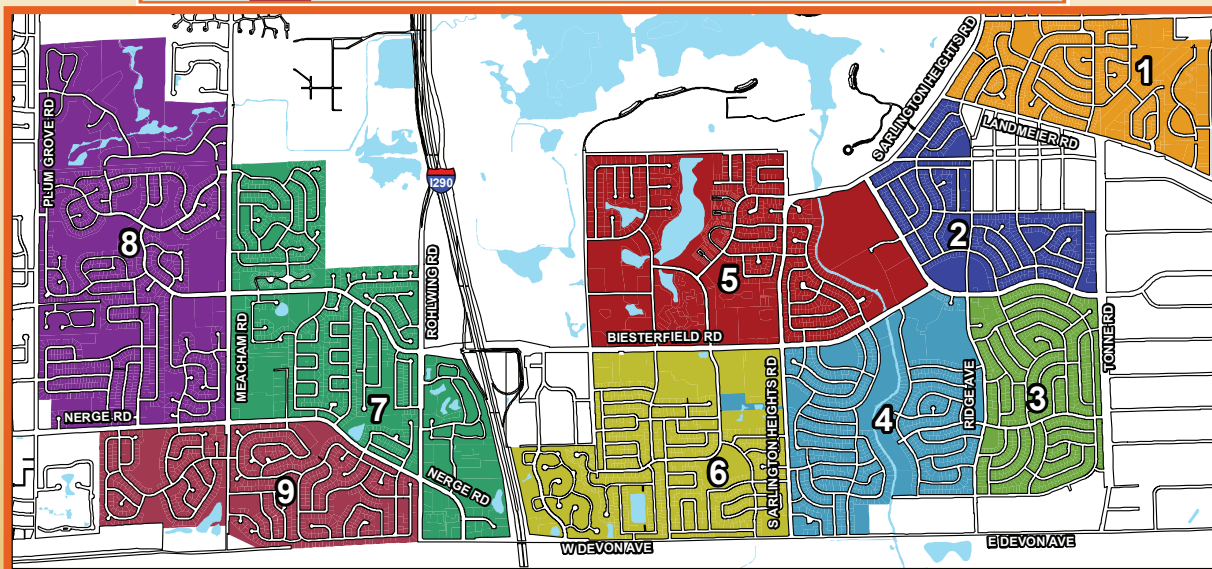 S ARLINGTON HEIGHTS RD
1
LANDMEIER RD
PLUM GROVE RD
I290
8
2
ROHLWING RD
5
MEACHAM RD
BIESTERFIELD RD
TONNE RD
S ARLINGTON HEIGHTS RD
RIDGE AVE
3
NERGE RD
7
4
6
9
NERGE RD
W DEVON AVE
E DEVON AVE